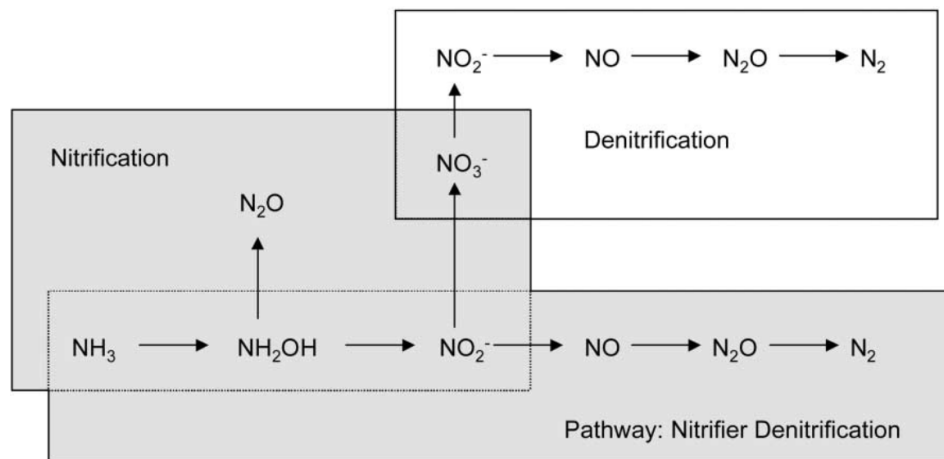 NO₂⁻ → NO → N₂O → N₂
Denitrification
Nitrification
NO₃⁻
N₂O
NH₃ → NH₂OH → NO₂⁻ → NO → N₂O → N₂
Pathway: Nitrifier Denitrification